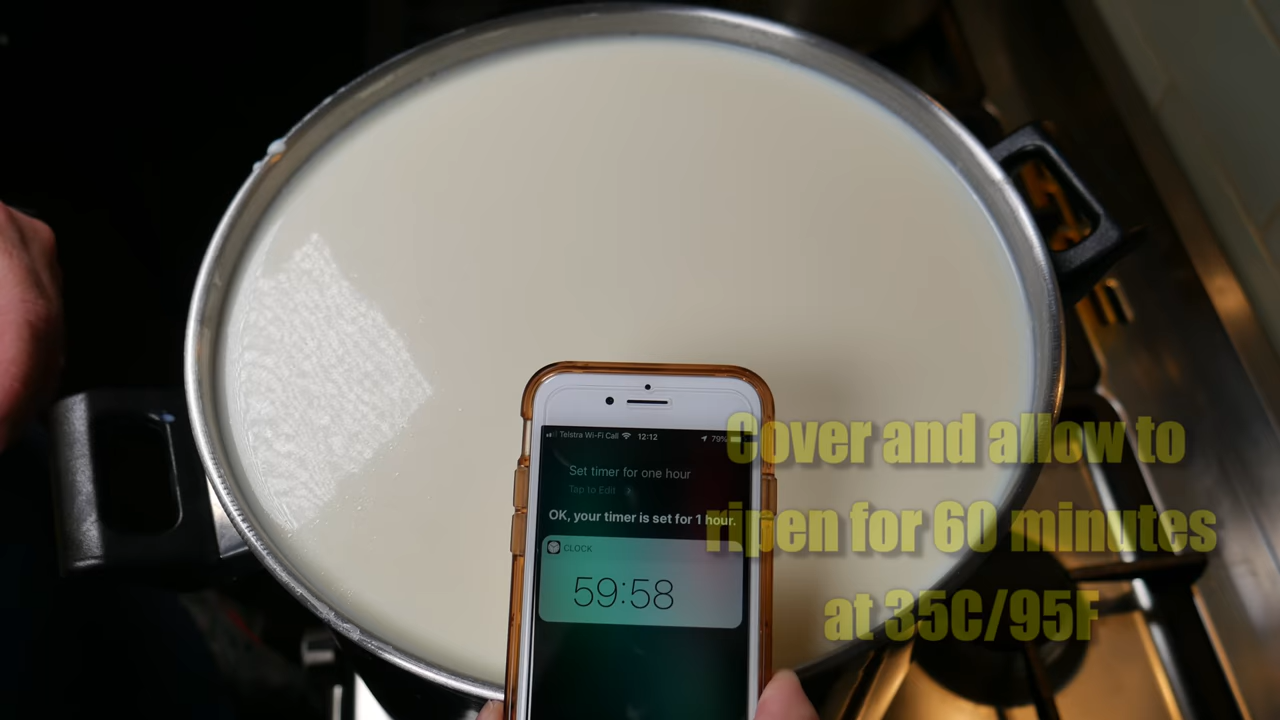 Telstra Wi-Fi Call 12:12 79%
Set timer for one hour
Tap to Edit
OK, your timer is set for 1 hour.
CLOCK
59:58
Cover and allow to
ripen for 60 minutes
at 35C/95F